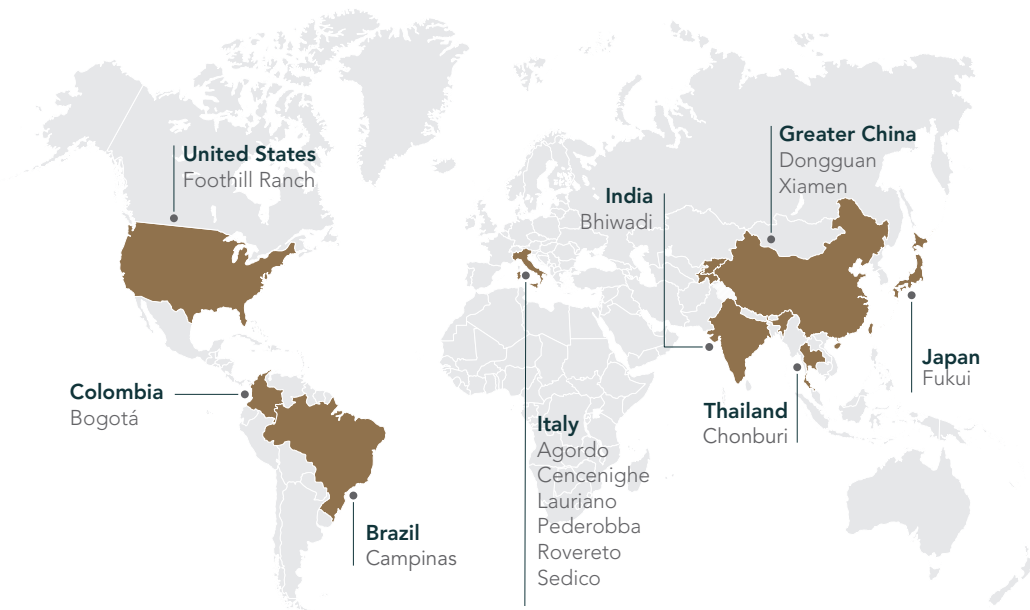 United States
Foothill Ranch
Greater China
Dongguan
Xiamen
India
Bhiwadi
Japan
Fukui
Colombia
Bogotá
Thailand
Chonburi
Italy
Agordo
Cencenighe
Lauriano
Pederobba
Rovereto
Sedico
Brazil
Campinas